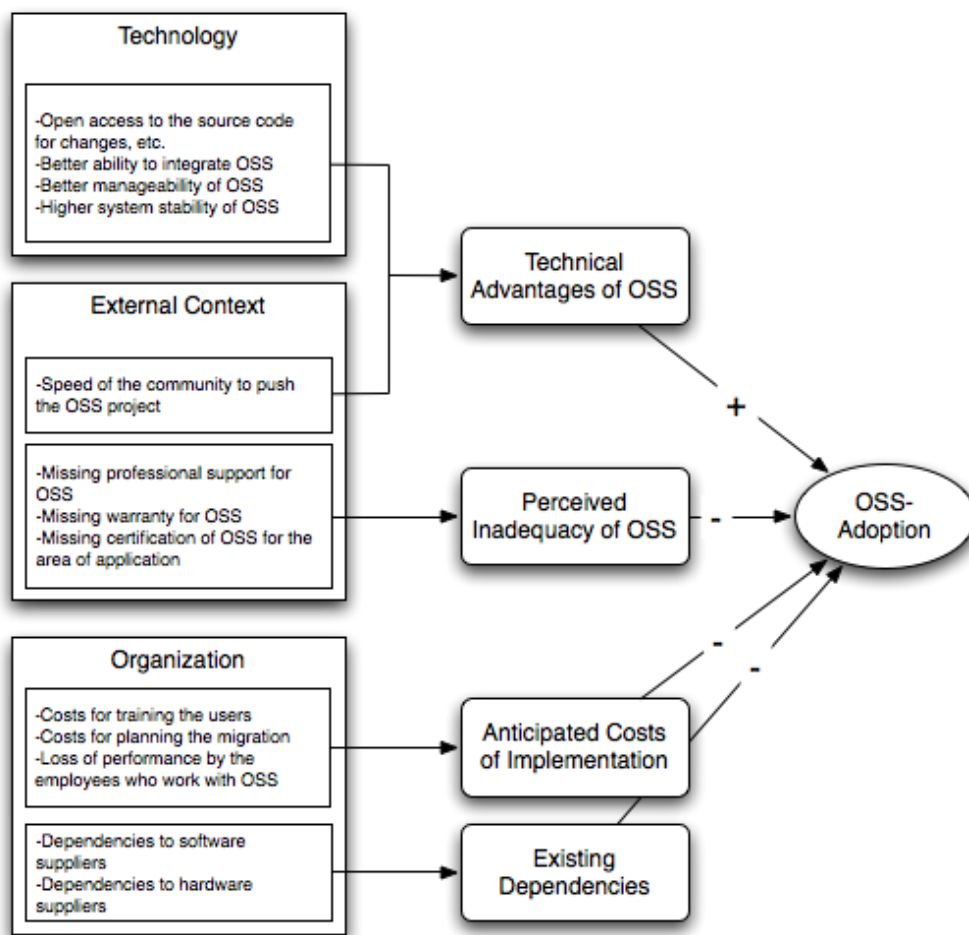 Technology
-Open access to the source code
for changes, etc.
-Better ability to integrate OSS
-Better manageability of OSS
-Higher system stability of OSS
External Context
-Speed of the community to push
the OSS project
-Missing professional support for
OSS
-Missing warranty for OSS
-Missing certification of OSS for the
area of application
Organization
-Costs for training the users
-Costs for planning the migration
-Loss of performance by the
employees who work with OSS
-Dependencies to software
suppliers
-Dependencies to hardware
suppliers
Technical
Advantages of OSS
Perceived
Inadequacy of OSS
Anticipated Costs
of Implementation
Existing
Dependencies
+
-
-
-
OSS-
Adoption